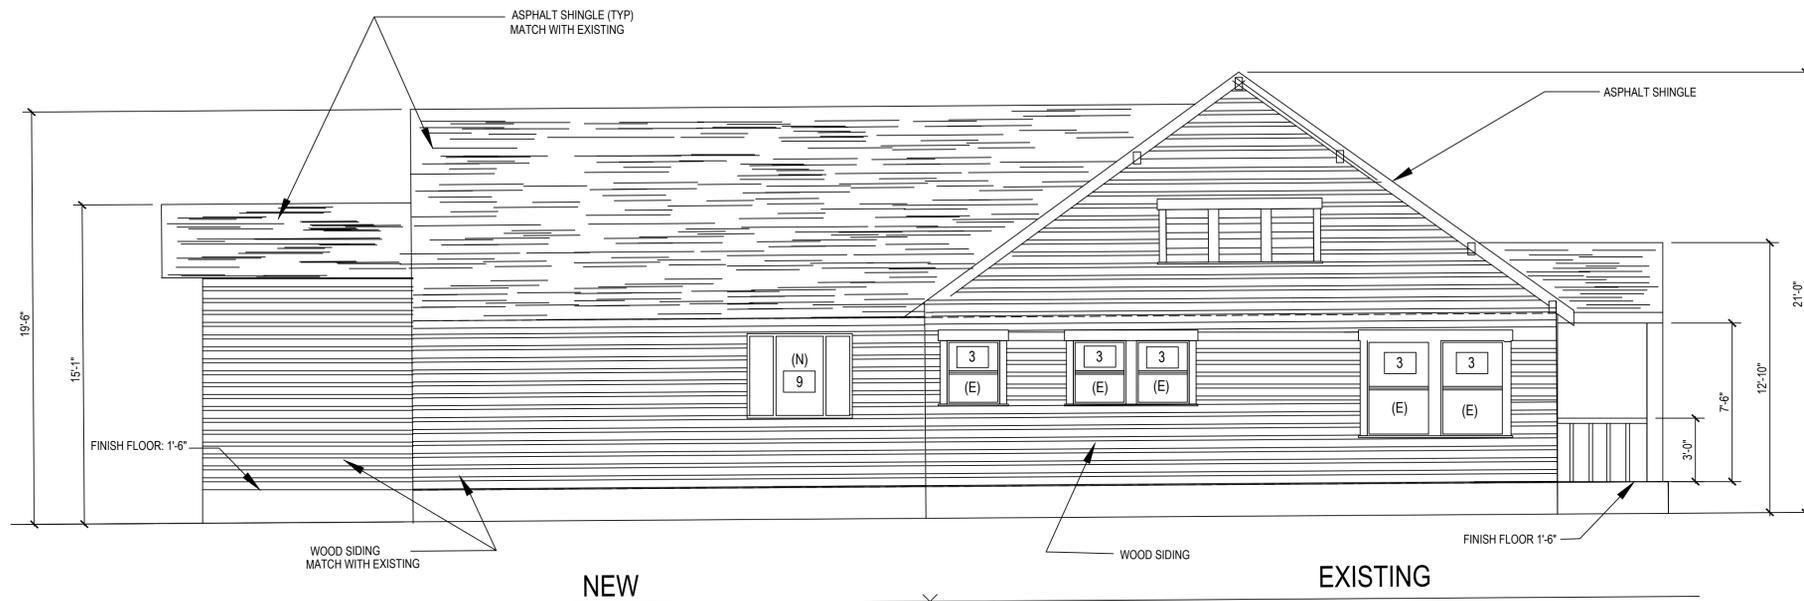 ASPHALT SHINGLE (TYP)
MATCH WITH EXISTING
ASPHALT SHINGLE
19'-6"
15'-1"
21'-0"
12'-10"
7'-6"
3'-0"
(N)
9
3
(E)
3
(E)
3
(E)
3
(E)
3
(E)
FINISH FLOOR: 1'-6"
WOOD SIDING
MATCH WITH EXISTING
WOOD SIDING
FINISH FLOOR 1'-6"
NEW
EXISTING